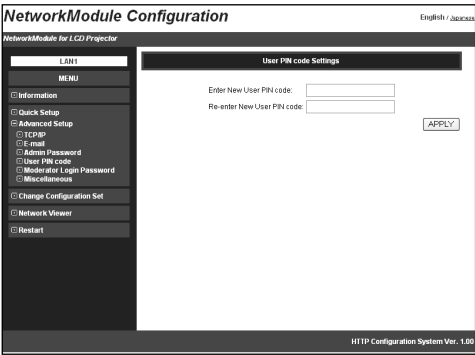 NetworkModule Configuration
English / Japanese
NetworkModule for LCD Projector
LAN1
MENU
Information
Quick Setup
Advanced Setup
TCP/IP
E-mail
Admin Password
User PIN code
Moderator Login Password
Miscellaneous
Change Configuration Set
Network Viewer
Restart
User PIN code Settings
Enter New User PIN code:
Re-enter New User PIN code:
APPLY
HTTP Configuration System Ver. 1.00